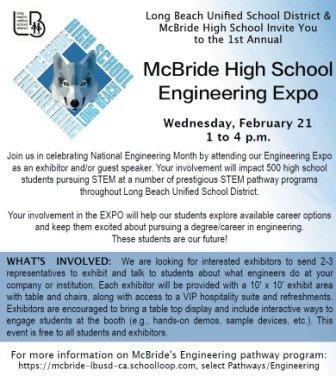 long beach unified school district
Long Beach Unified School District &
McBride High School Invite You
to the 1st Annual
HIGH SCHOOL
ENGINEERING
LONG BEACH
McBride High School
Engineering Expo
Wednesday, February 21
1 to 4 p.m.
Join us in celebrating National Engineering Month by attending our Engineering Expo
as an exhibitor and/or guest speaker. Your involvement will impact 500 high school
students pursuing STEM at a number of prestigious STEM pathway programs
throughout Long Beach Unified School District.
Your involvement in the EXPO will help our students explore available career options
and keep them excited about pursuing a degree/career in engineering.
These students are our future!
WHAT'S INVOLVED: We are looking for interested exhibitors to send 2-3
representatives to exhibit and talk to students about what engineers do at your
company or institution. Each exhibitor will be provided with a 10' x 10' exhibit area
with table and chairs, along with access to a VIP hospitality suite and refreshments.
Exhibitors are encouraged to bring a table top display and include interactive ways to
engage students at the booth (e.g., hands-on demos, sample devices, etc.). This
event is free to all students and exhibitors.
For more information on McBride's Engineering pathway program:
https://mcbride-lbusd-ca.schoolloop.com, select Pathways/Engineering